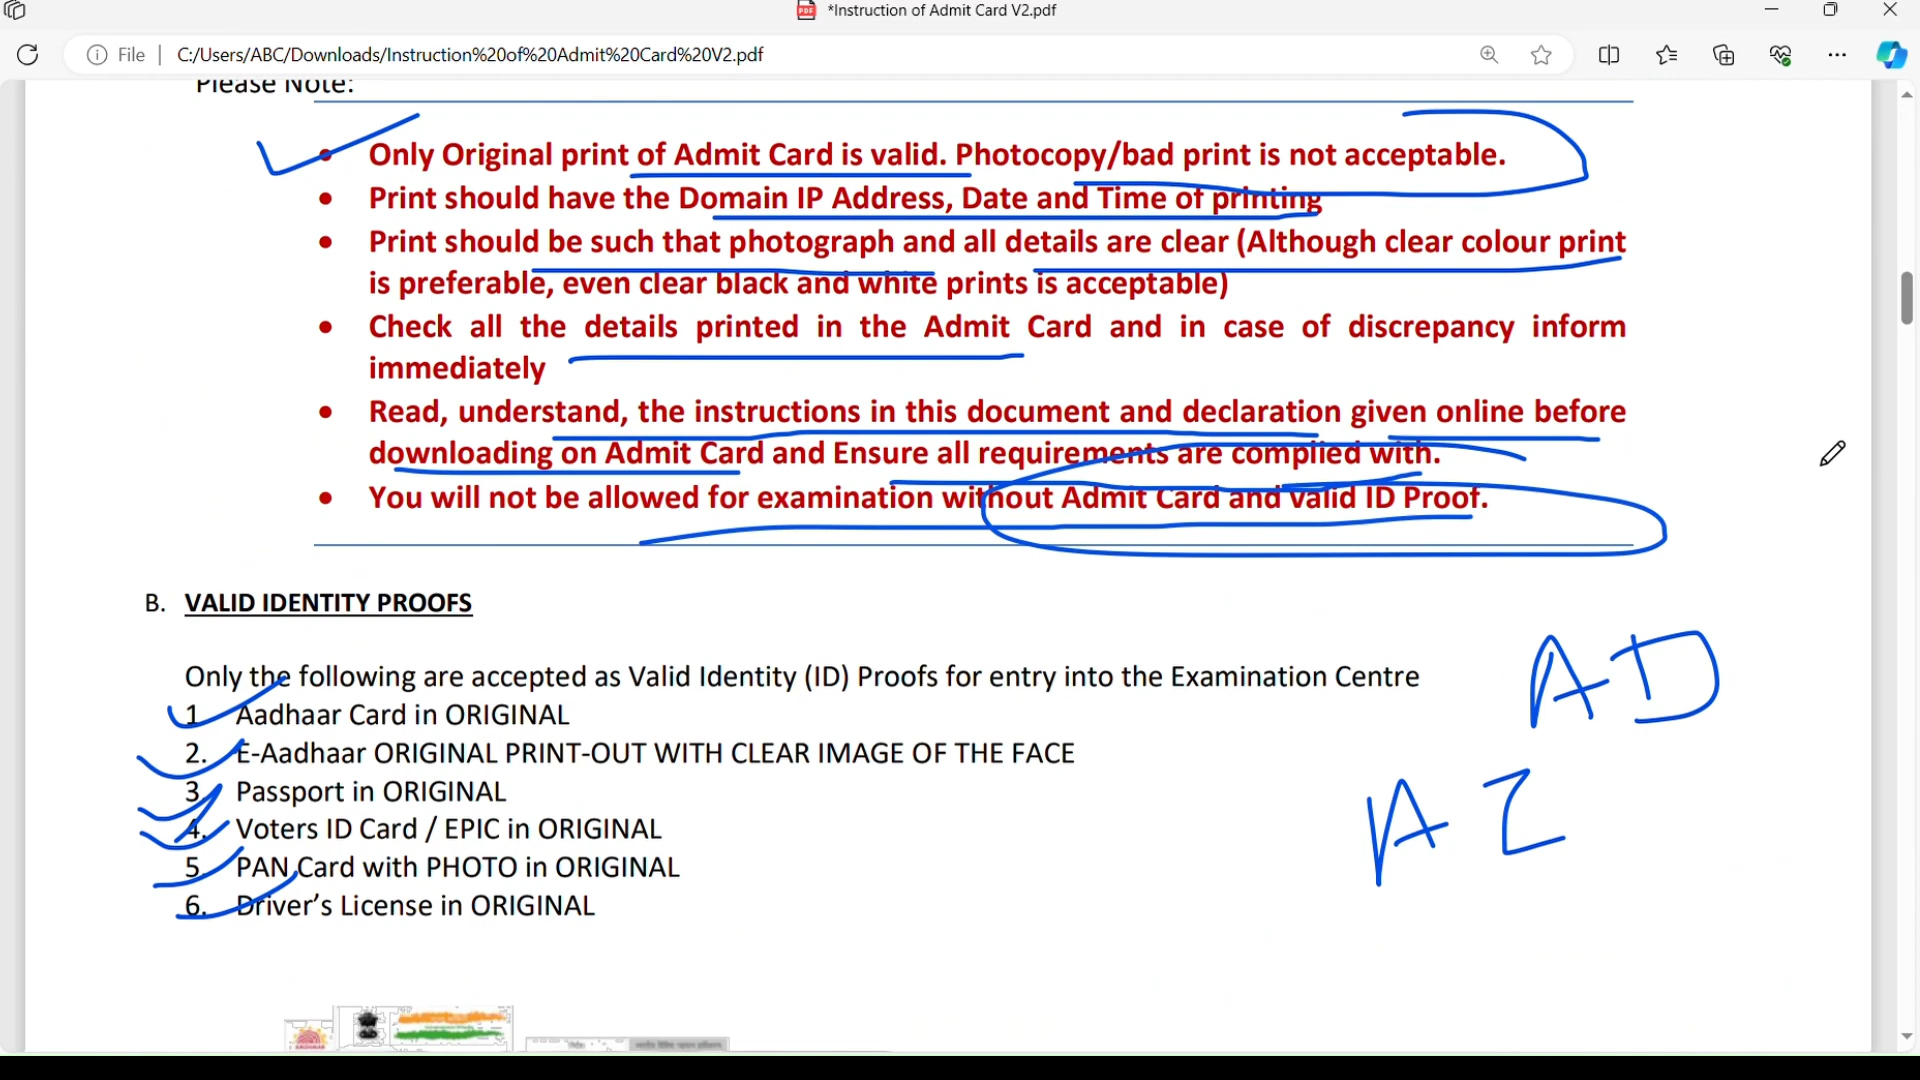 *Instruction of Admit Card V2.pdf
File | C:/Users/ABC/Downloads/Instruction%20of%20Admit%20Card%20V2.pdf
Please Note:
• Only Original print of Admit Card is valid. Photocopy/bad print is not acceptable.
• Print should have the Domain IP Address, Date and Time of printing
• Print should be such that photograph and all details are clear (Although clear colour print
is preferable, even clear black and white prints is acceptable)
• Check all the details printed in the Admit Card and in case of discrepancy inform
immediately
• Read, understand, the instructions in this document and declaration given online before
downloading on Admit Card and Ensure all requirements are complied with.
• You will not be allowed for examination without Admit Card and valid ID Proof.
B. VALID IDENTITY PROOFS
Only the following are accepted as Valid Identity (ID) Proofs for entry into the Examination Centre
1. Aadhaar Card in ORIGINAL
2. E-Aadhaar ORIGINAL PRINT-OUT WITH CLEAR IMAGE OF THE FACE
3. Passport in ORIGINAL
4. Voters ID Card / EPIC in ORIGINAL
5. PAN Card with PHOTO in ORIGINAL
6. Driver’s License in ORIGINAL
AD